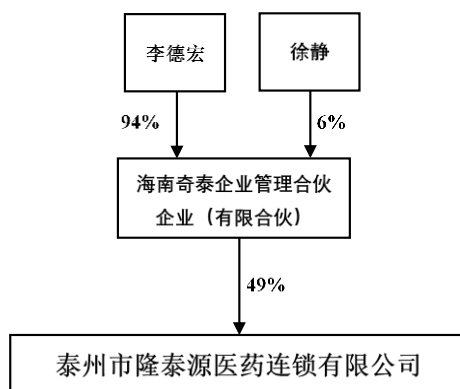 李德宏
徐静
94%
6%
海南奇泰企业管理合伙
企业（有限合伙）
49%
泰州市隆泰源医药连锁有限公司